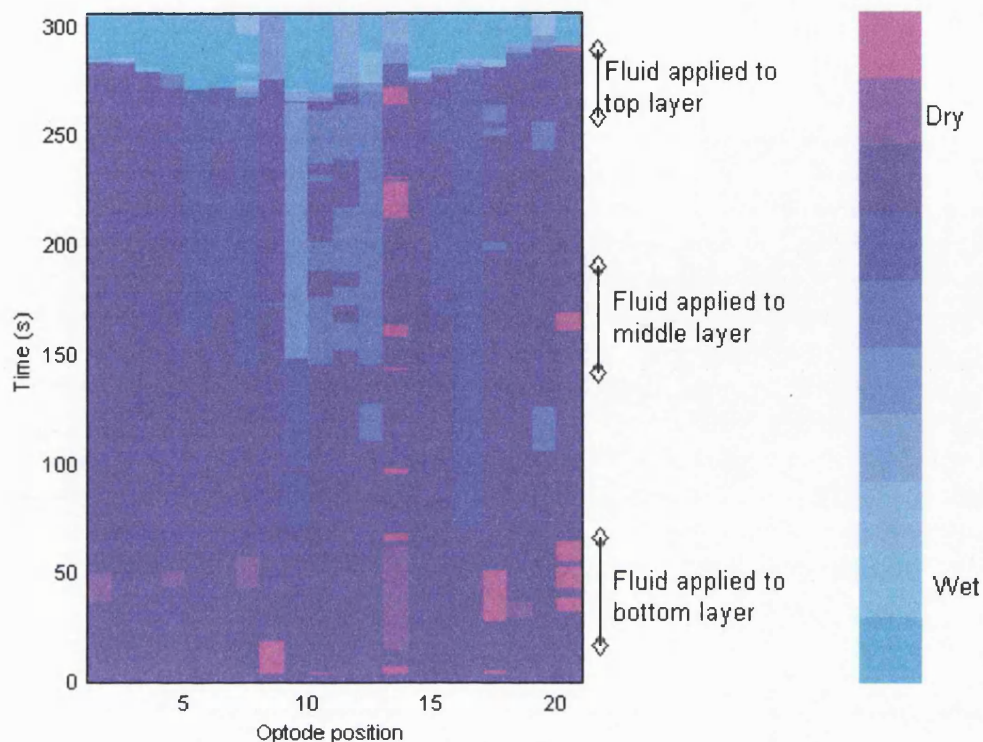 300
250
200
150
100
50
0
Time (s)
5
10
15
20
Optode position
Fluid applied to
top layer
Fluid applied to
middle layer
Fluid applied to
bottom layer
Dry
Wet